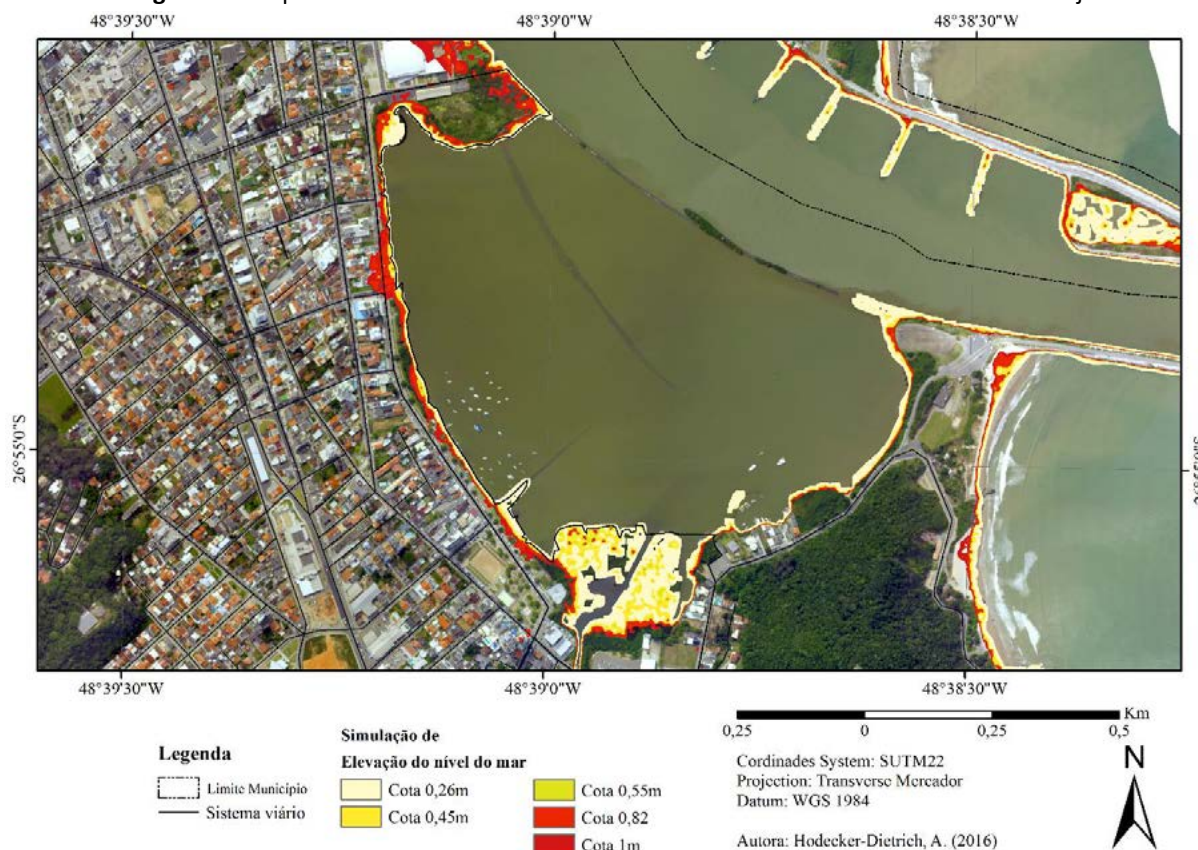 48°39'30"W
48°39'0"W
48°38'30"W
26°55'0"S
48°39'30"W
48°39'0"W
48°38'30"W
Legenda
Limite Município
Sistema viário
Simulação de
Elevação do nível do mar
Cota 0,26m
Cota 0,45m
Cota 0,55m
Cota 0,82
Cota 1m
Km
0,25
0
0,25
0,5
Cordinades System: SUTM22
Projection: Transverse Mercador
Datum: WGS 1984
Autora: Hodecker-Dietrich, A. (2016)
N